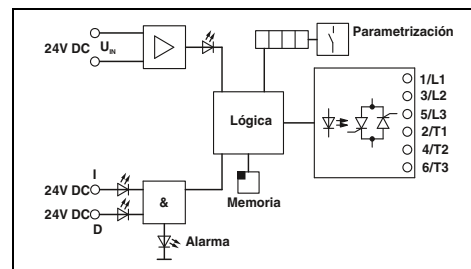 Parametrización
24V DC
U IN
1/L1
3/L2
5/L3
2/T1
4/T2
6/T3
Lógica
I
24V DC
24V DC
D
&
Memoria
Alarma